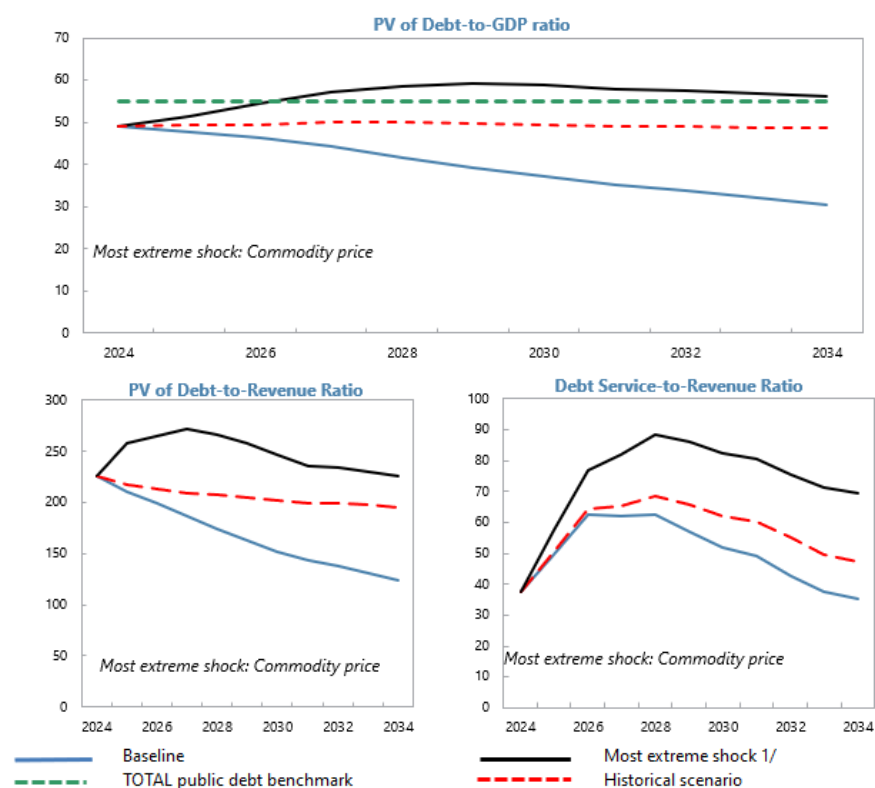 PV of Debt-to-GDP ratio
70
60
50
40
30
20
10
0
Most extreme shock: Commodity price
2024 2026 2028 2030 2032 2034
PV of Debt-to-Revenue Ratio
300
250
200
150
100
50
0
Most extreme shock: Commodity price
2024 2026 2028 2030 2032 2034
Debt Service-to-Revenue Ratio
100
90
80
70
60
50
40
30
20
10
0
Most extreme shock: Commodity price
2024 2026 2028 2030 2032 2034
Baseline
TOTAL public debt benchmark
Most extreme shock 1/
Historical scenario